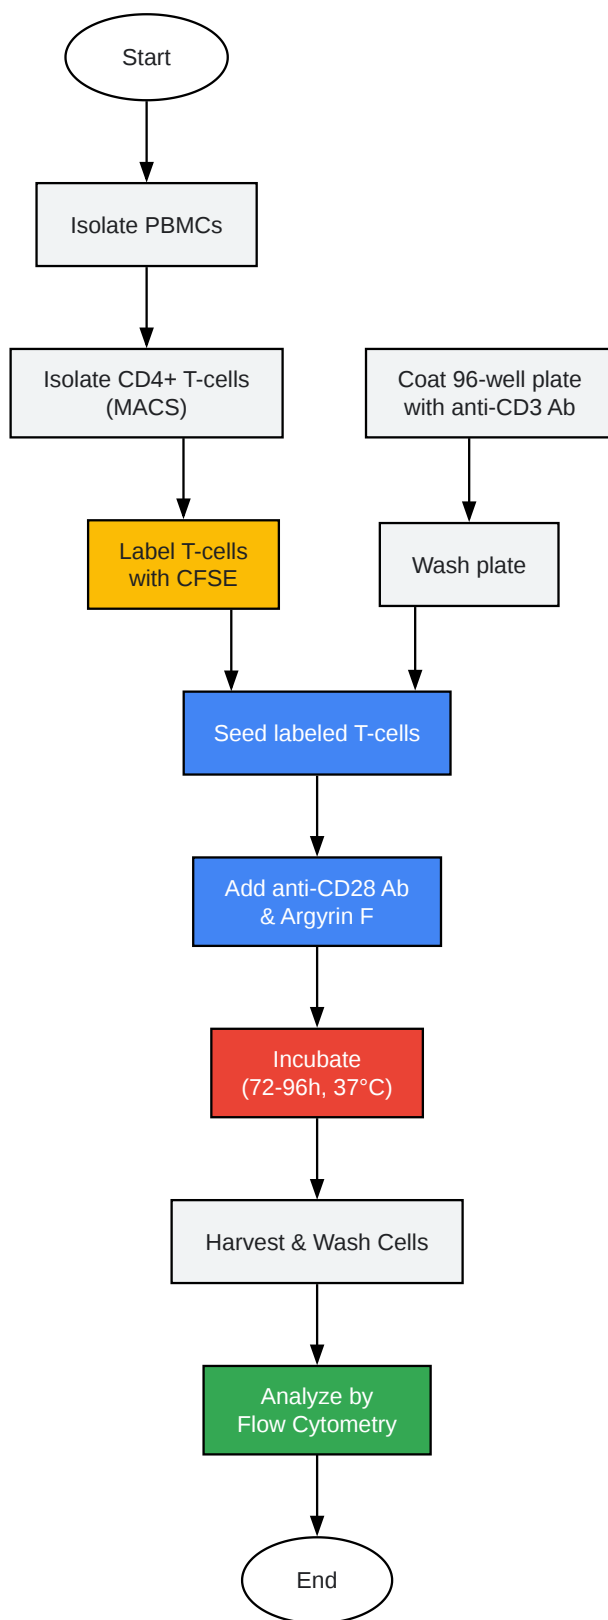 Start
Isolate PBMCs
Isolate CD4+ T-cells
(MACS)
Coat 96-well plate
with anti-CD3 Ab
Label T-cells
with CFSE
Wash plate
Seed labeled T-cells
Add anti-CD28 Ab
& Argyrin F
Incubate
(72-96h, 37°C)
Harvest & Wash Cells
Analyze by
Flow Cytometry
End